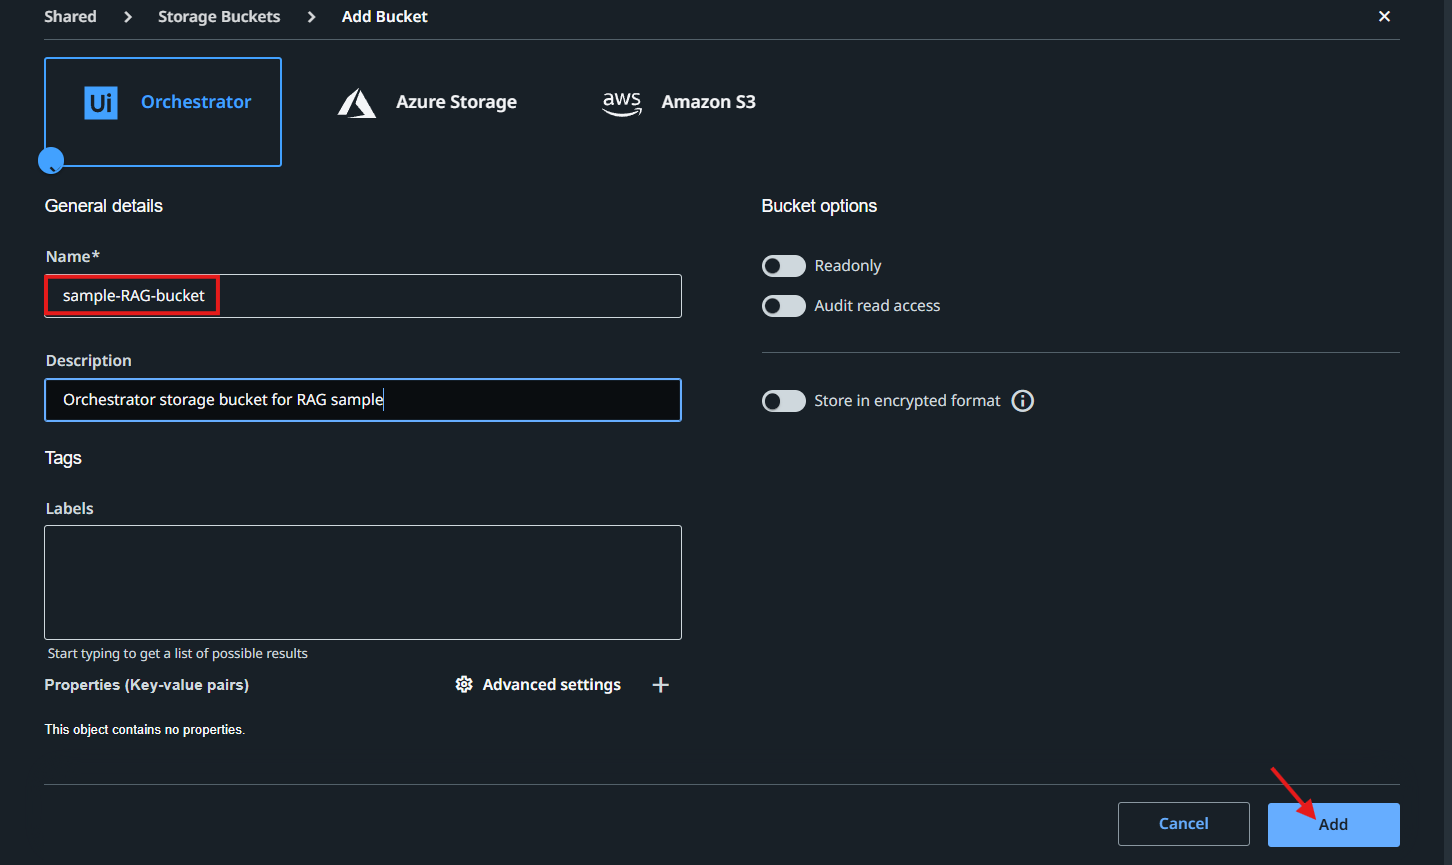 Shared > Storage Buckets > Add Bucket
Ui Orchestrator
Azure Storage
aws Amazon S3
General details
Name*
sample-RAG-bucket
Description
Orchestrator storage bucket for RAG sample
Tags
Labels
Start typing to get a list of possible results
Properties (Key-value pairs)
Advanced settings
This object contains no properties.
Bucket options
Readonly
Audit read access
Store in encrypted format
Cancel
Add